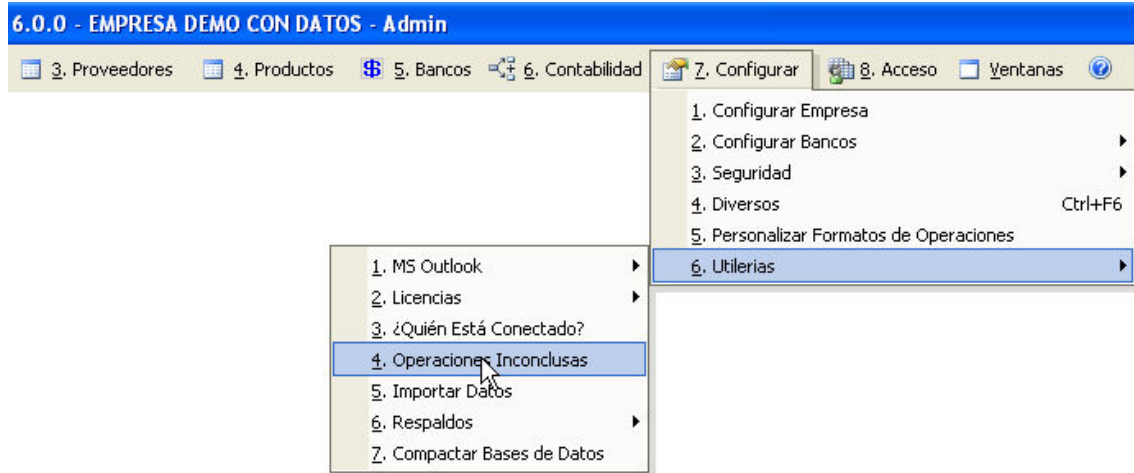 6.0.0 - EMPRESA DEMO CON DATOS - Admin
3. Proveedores 4. Productos 5. Bancos 6. Contabilidad 7. Configurar 8. Acceso Ventanas
1. Configurar Empresa
2. Configurar Bancos
3. Seguridad
4. Diversos Ctrl+F6
5. Personalizar Formatos de Operaciones
6. Utilerias
1. MS Outlook
2. Licencias
3. ¿Quién Está Conectado?
4. Operaciones Inconclusas
5. Importar Datos
6. Respaldos
7. Compactar Bases de Datos